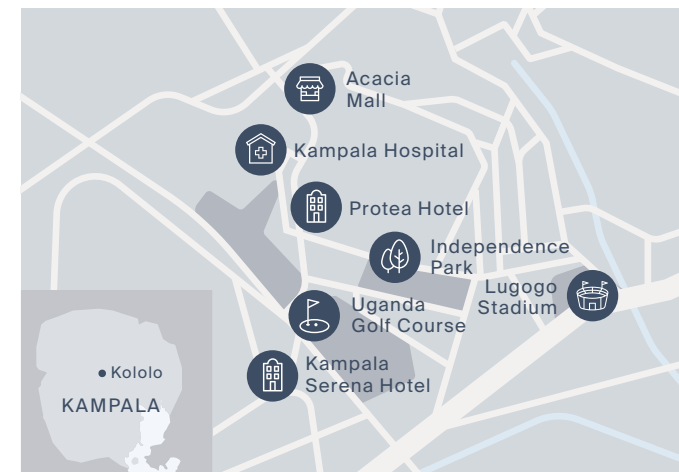 Acacia
Mall
Kampala Hospital
Protea Hotel
Independence
Park
Lugogo
Stadium
Uganda
Golf Course
Kampala
Serena Hotel
Kololo
KAMPALA